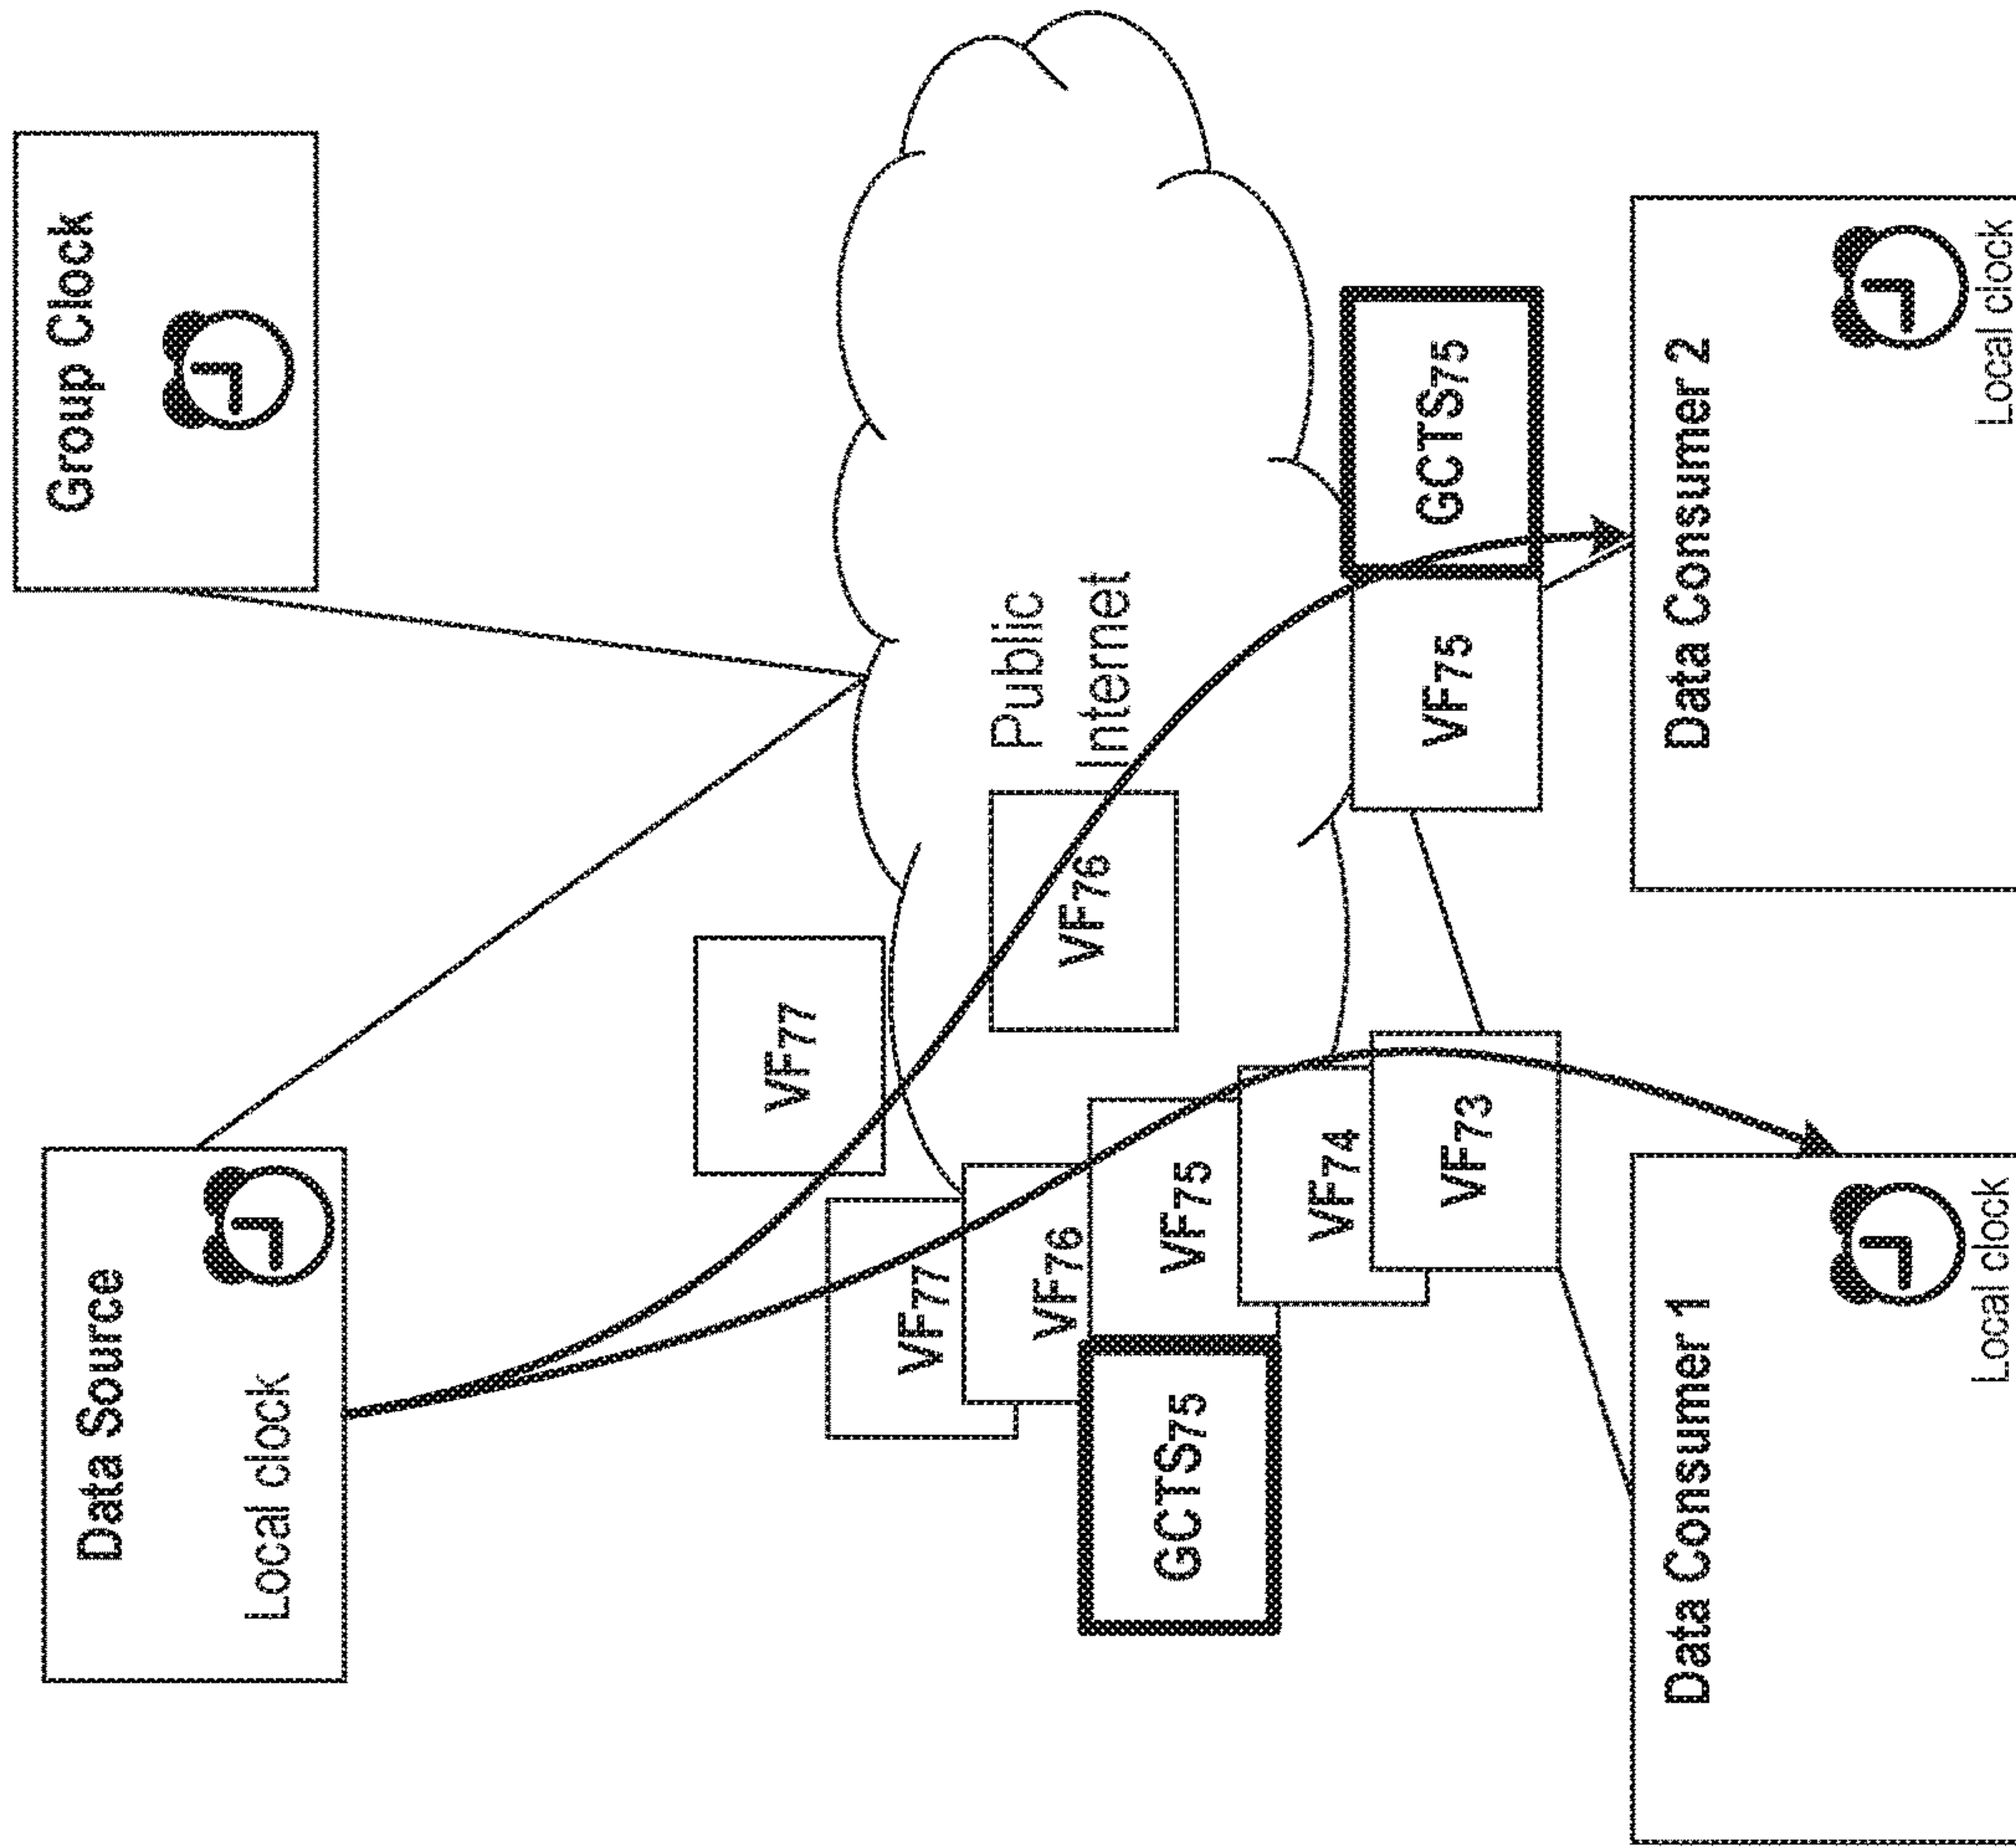 Data Source
Local clock
Group Clock
VF77
VF76
VF75
GCTS75
VF74
VF73
VF77
VF76
VF75
GCTS75
Public
Internet
Data Consumer 1
Local clock
Data Consumer 2
Local clock